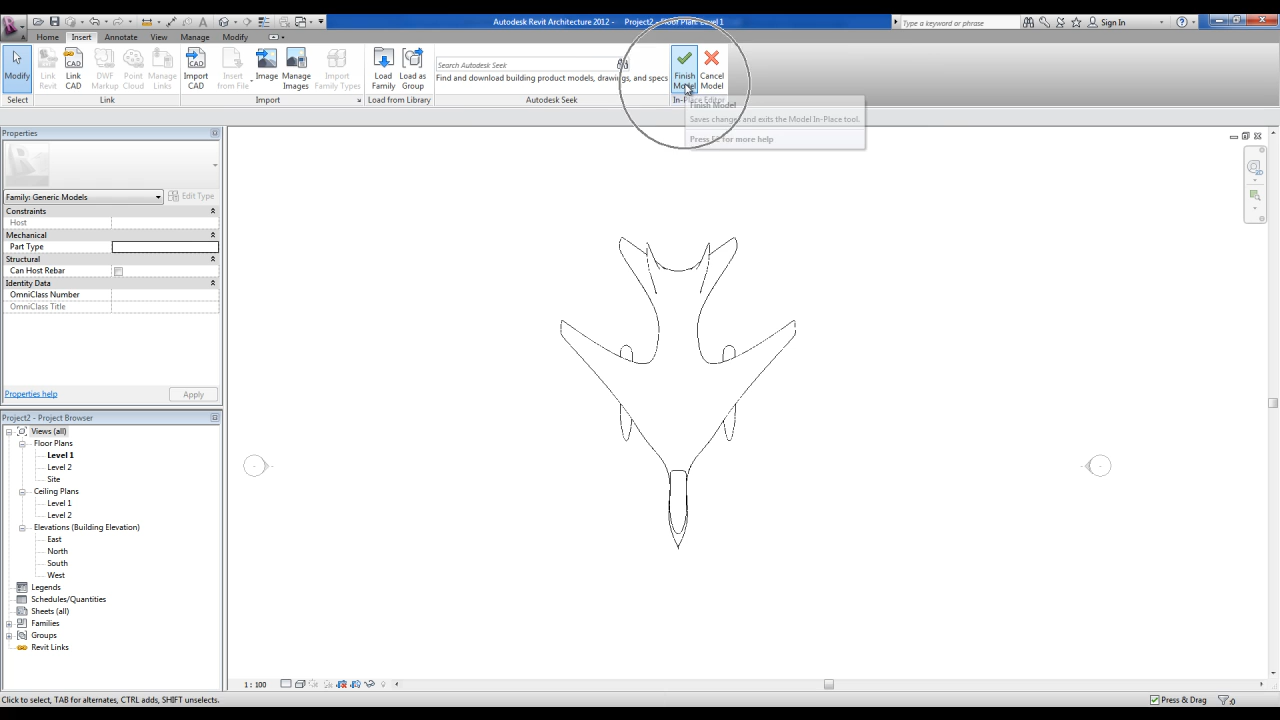 Autodesk Revit Architecture 2012 - Project2 - Floor Plan: Level 1
Type a keyword or phrase
Sign In
Home Insert Annotate View Manage Modify
Modify
Link Revit
Link CAD
DWF Markup
Point Cloud
Manage Links
Import CAD
Insert from File
Image
Manage Images
Import Family Types
Load Family
Load as Group
Search Autodesk Seek
Find and download building product models, drawings, and specs
Finish Model
Cancel Model
Select
Link
Import
Load from Library
Autodesk Seek
In-Place Editor
Finish Model
Saves changes and exits the Model In-Place tool.
Press F1 for more help
Properties
Family: Generic Models
Edit Type
Constraints
Host
Mechanical
Part Type
Structural
Can Host Rebar
Identity Data
OmniClass Number
OmniClass Title
Properties help
Apply
Project2 - Project Browser
Views (all)
Floor Plans
Level 1
Level 2
Site
Ceiling Plans
Level 1
Level 2
Elevations (Building Elevation)
East
North
South
West
Legends
Schedules/Quantities
Sheets (all)
Families
Groups
Revit Links
1 : 100
Click to select, TAB for alternates, CTRL adds, SHIFT unselects.
Press & Drag
:0